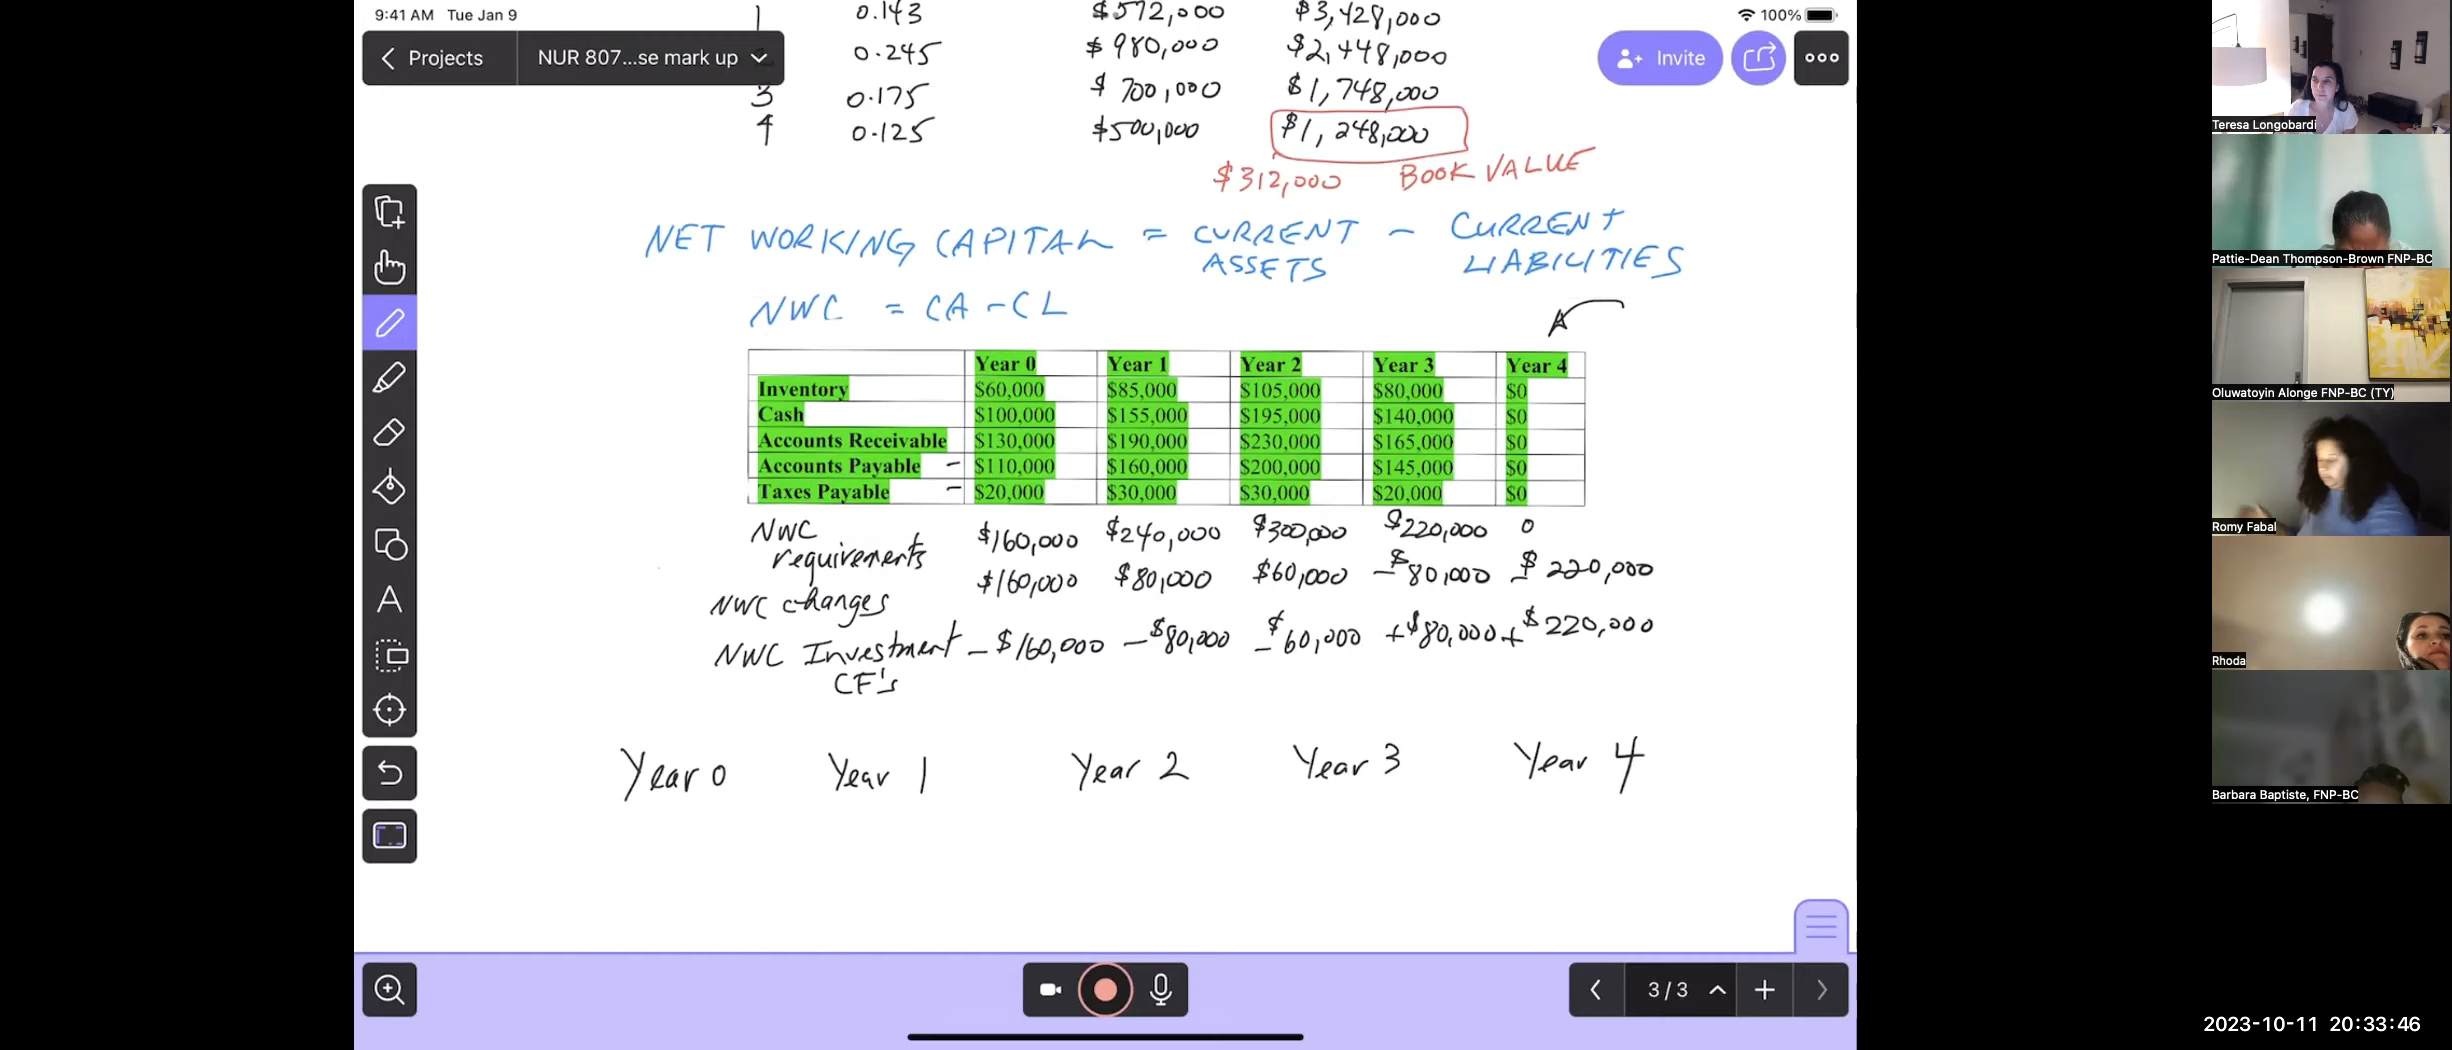 9:41 AM Tue Jan 9
100%
Projects
NUR 807...se mark up
Invite
1 0.143 $572,000 $3,428,000
0.245 $980,000 $2,448,000
3 0.175 $700,000 $1,748,000
4 0.125 $500,000 $1,248,000
$312,000 BOOK VALUE
NET WORKING CAPITAL = CURRENT ASSETS - CURRENT LIABILITIES
NWC = CA - CL
Year 0 Year 1 Year 2 Year 3 Year 4
Inventory $60,000 $85,000 $105,000 $80,000 $0
Cash $100,000 $155,000 $195,000 $140,000 $0
Accounts Receivable $130,000 $190,000 $230,000 $165,000 $0
Accounts Payable - $110,000 $160,000 $200,000 $145,000 $0
Taxes Payable - $20,000 $30,000 $30,000 $20,000 $0
NWC requirements $160,000 $240,000 $300,000 $220,000 0
NWC changes $160,000 $80,000 $60,000 -$80,000 -$220,000
NWC Investment CF's -$160,000 -$80,000 -$60,000 +$80,000 +$220,000
Year 0 Year 1 Year 2 Year 3 Year 4
A
3/3
Teresa Longobardi
Pattie-Dean Thompson-Brown FNP-BC
Oluwatoyin Alonge FNP-BC (TY)
Romy Fabal
Rhoda
Barbara Baptiste, FNP-BC
2023-10-11 20:33:46